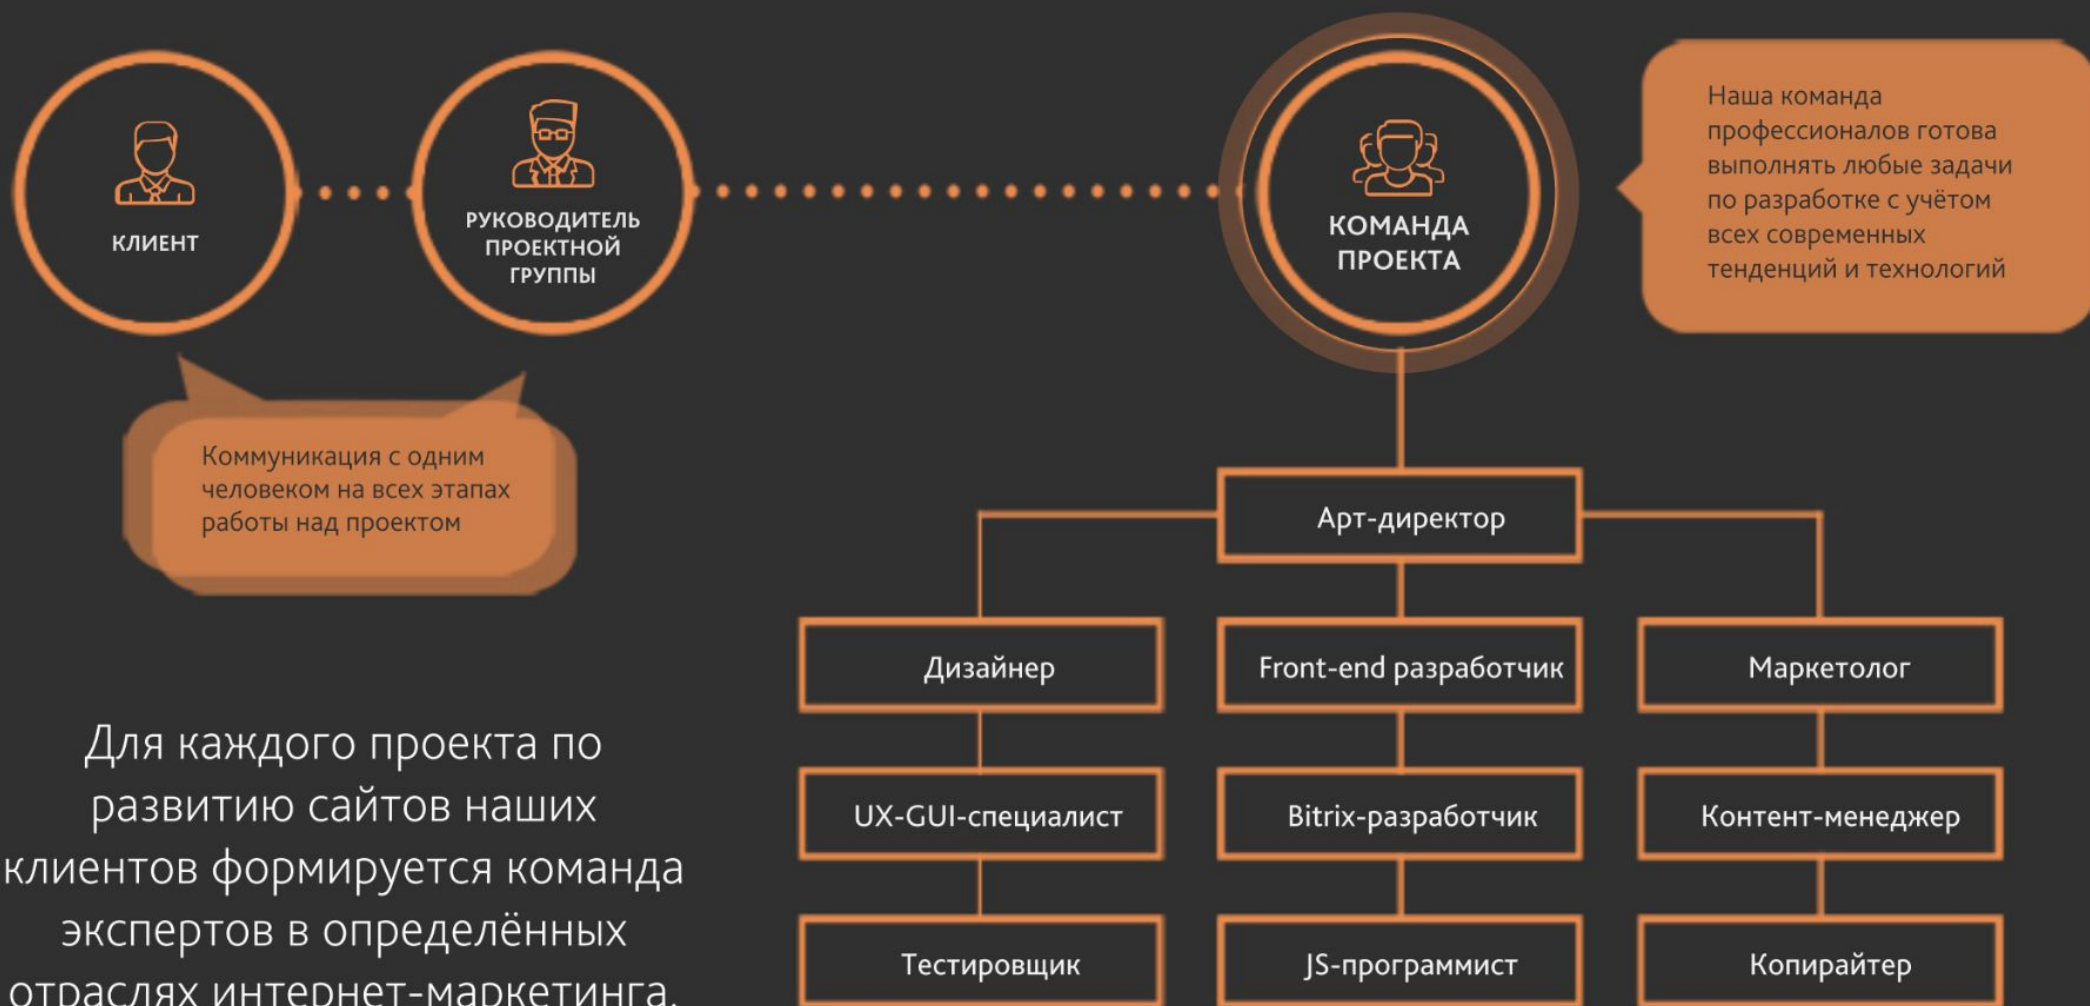 КЛИЕНТ
РУКОВОДИТЕЛЬ
ПРОЕКТНОЙ
ГРУППЫ
КОМАНДА
ПРОЕКТА
Наша команда
профессионалов готова
выполнять любые задачи
по разработке с учётом
всех современных
тенденций и технологий
Коммуникация с одним
человеком на всех этапах
работы над проектом
Арт-директор
Дизайнер
Front-end разработчик
Маркетолог
UX-GUI-специалист
Bitrix-разработчик
Контент-менеджер
Тестировщик
JS-программист
Копирайтер
Для каждого проекта по
развитию сайтов наших
клиентов формируется команда
экспертов в определённых
отраслях интернет-маркетинга.